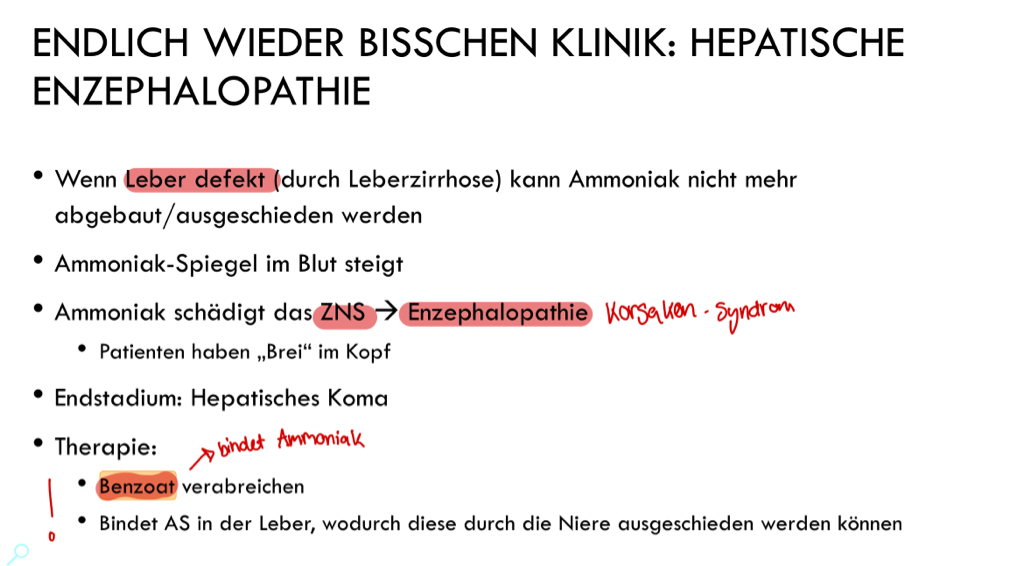 ENDLICH WIEDER BISSCHEN KLINIK: HEPATISCHE
ENZEPHALOPATHIE
• Wenn Leber defekt (durch Leberzirrhose) kann Ammoniak nicht mehr
abgebaut/ausgeschieden werden
• Ammoniak-Spiegel im Blut steigt
• Ammoniak schädigt das ZNS → Enzephalopathie Korsakon-Syndrom
• Patienten haben „Brei“ im Kopf
• Endstadium: Hepatisches Koma
• Therapie: bindet Ammoniak
• Benzoat verabreichen
• Bindet AS in der Leber, wodurch diese durch die Niere ausgeschieden werden können
!